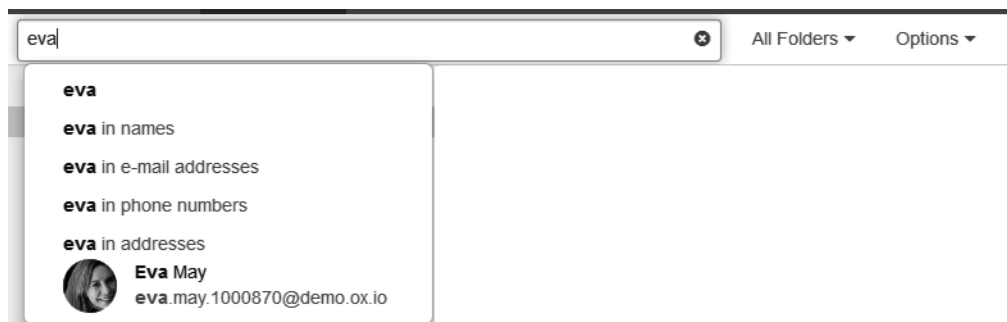 eva All Folders Options
eva
eva in names
eva in e-mail addresses
eva in phone numbers
eva in addresses
Eva May
eva.may.1000870@demo.ox.io